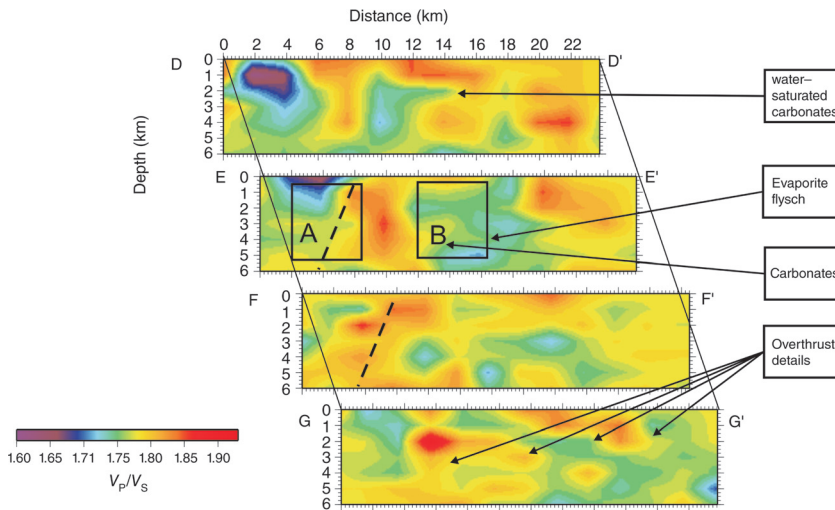 Distance (km)
0 2 4 6 8 10 12 14 16 18 20 22
D
D'
0
1
2
3
4
5
6
water–
saturated
carbonates
Depth (km)
E
E'
0
1
2
3
4
5
6
A
B
Evaporite
flysch
Carbonates
F
F'
0
1
2
3
4
5
6
Overthrust
details
G
G'
0
1
2
3
4
5
6
1.60 1.65 1.71 1.75 1.80 1.85 1.90
VP/VS